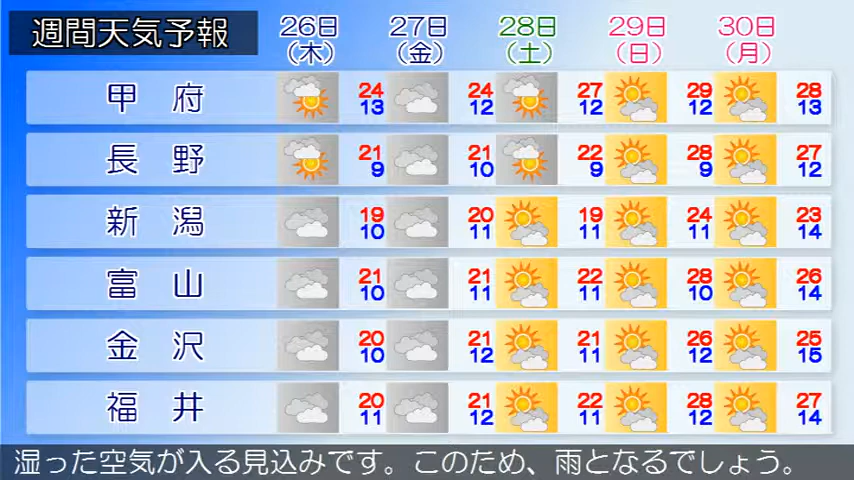 週間天気予報
26日 27日 28日 29日 30日
(木) (金) (土) (日) (月)
甲 府 24 13 24 12 27 12 29 12 28 13
長 野 21 9 21 10 22 9 28 9 27 12
新 潟 19 10 20 11 19 11 24 11 23 14
富 山 21 10 21 11 22 11 28 10 26 14
金 沢 20 10 21 12 21 11 26 12 25 15
福 井 20 11 21 12 22 11 28 12 27 14
湿った空気が入る見込みです。このため、雨となるでしょう。